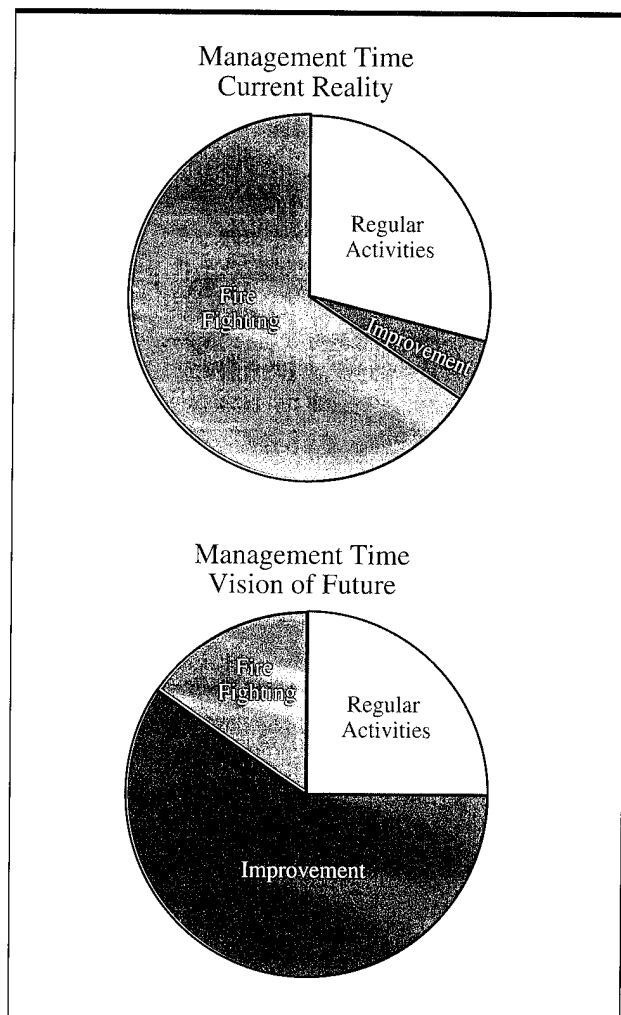 Management Time
Current Reality
Regular
Activities
Fire
Fighting
Improvement
Management Time
Vision of Future
Fire
Fighting
Regular
Activities
Improvement